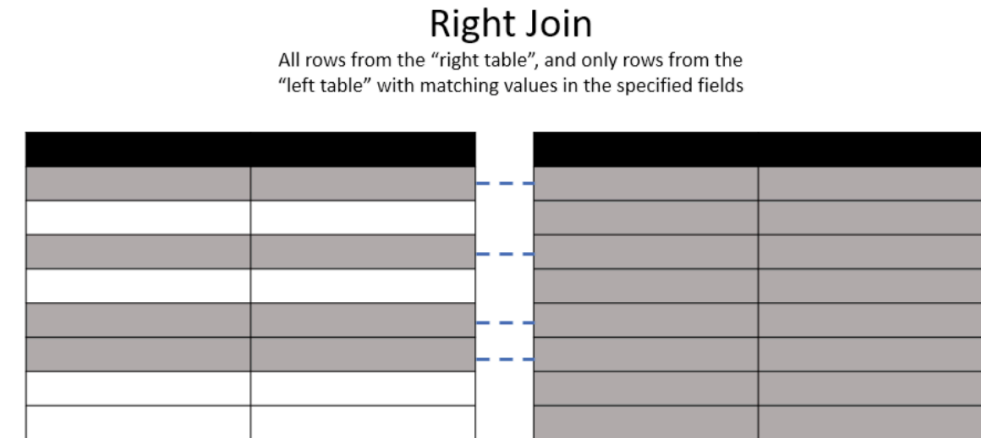 Right Join
All rows from the “right table”, and only rows from the
“left table” with matching values in the specified fields